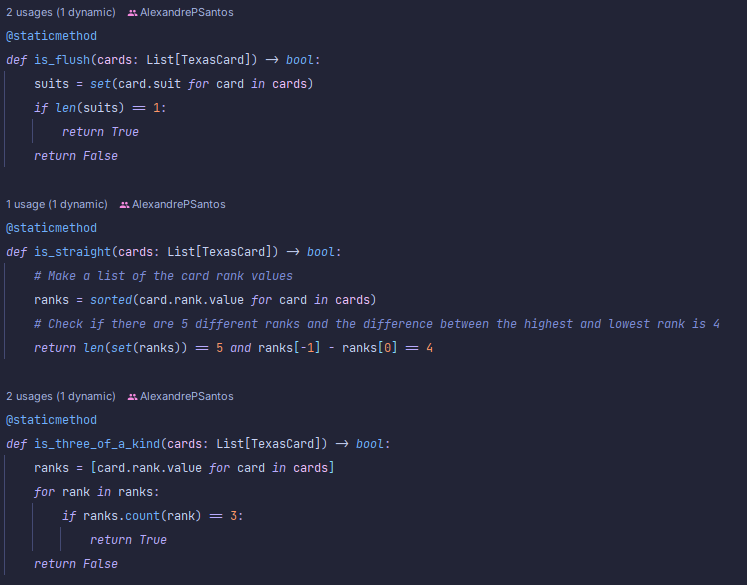 2 usages (1 dynamic) AlexandrePSantos
@staticmethod
def is_flush(cards: List[TexasCard]) -> bool:
    suits = set(card.suit for card in cards)
    if len(suits) == 1:
        return True
    return False
1 usage (1 dynamic) AlexandrePSantos
@staticmethod
def is_straight(cards: List[TexasCard]) -> bool:
    # Make a list of the card rank values
    ranks = sorted(card.rank.value for card in cards)
    # Check if there are 5 different ranks and the difference between the highest and lowest rank is 4
    return len(set(ranks)) == 5 and ranks[-1] - ranks[0] == 4
2 usages (1 dynamic) AlexandrePSantos
@staticmethod
def is_three_of_a_kind(cards: List[TexasCard]) -> bool:
    ranks = [card.rank.value for card in cards]
    for rank in ranks:
        if ranks.count(rank) == 3:
            return True
    return False